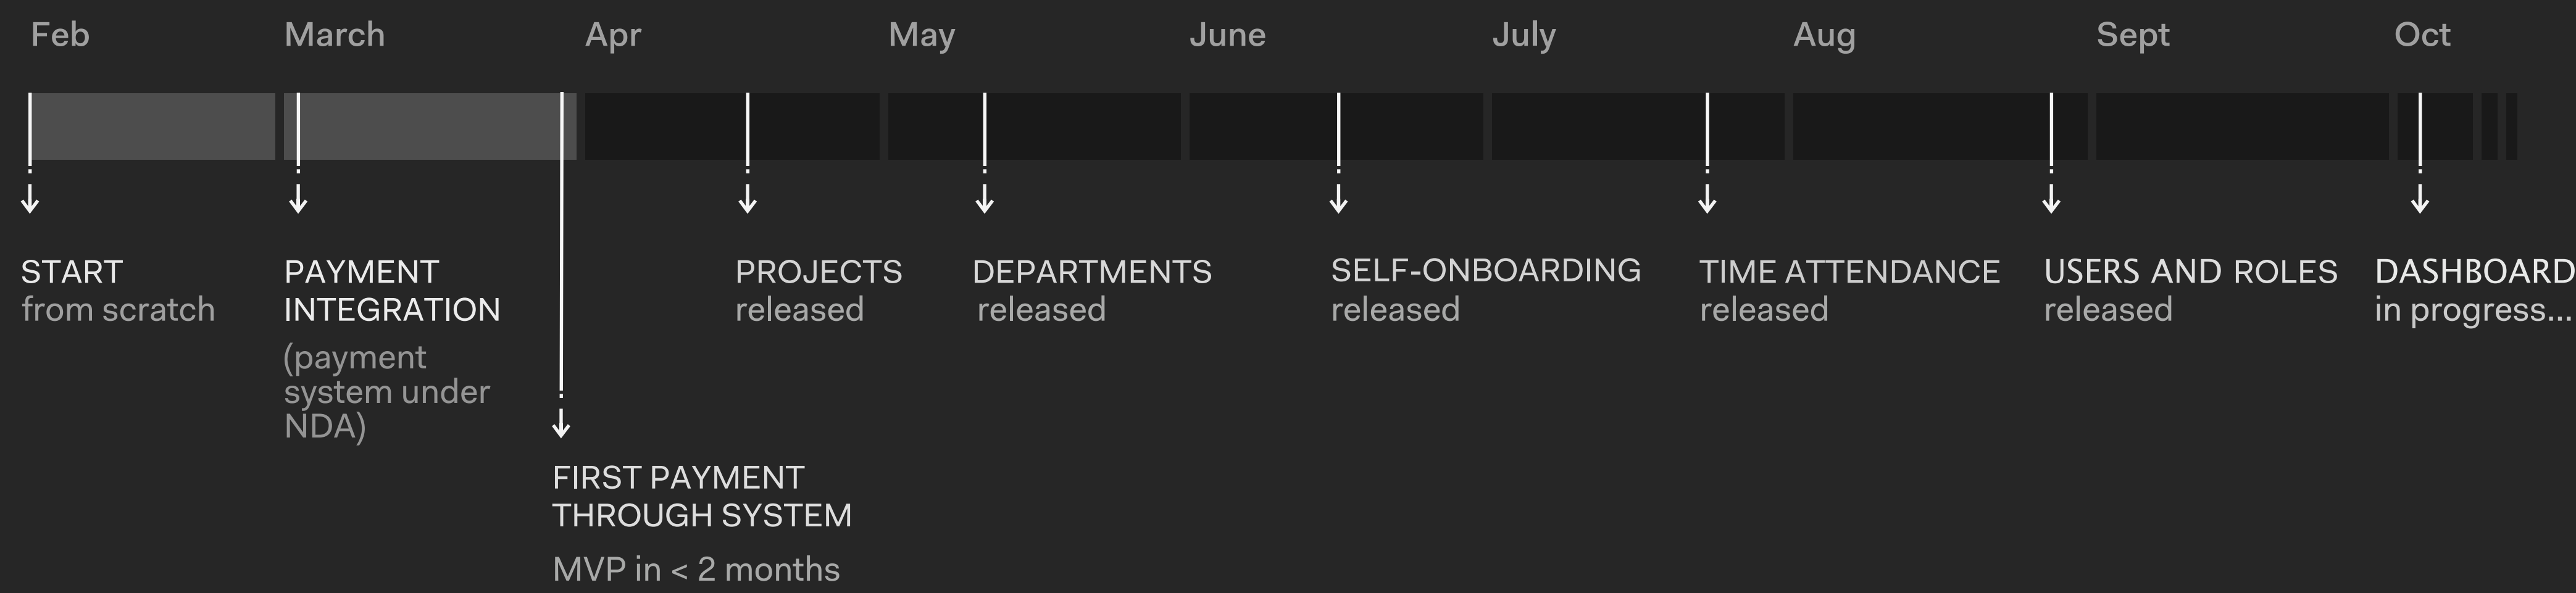 Feb
March
Apr
May
June
July
Aug
Sept
Oct
START
from scratch
PAYMENT
INTEGRATION
(payment
system under
NDA)
FIRST PAYMENT
THROUGH SYSTEM
MVP in < 2 months
PROJECTS
released
DEPARTMENTS
released
SELF-ONBOARDING
released
TIME ATTENDANCE
released
USERS AND ROLES
released
DASHBOARD
in progress...